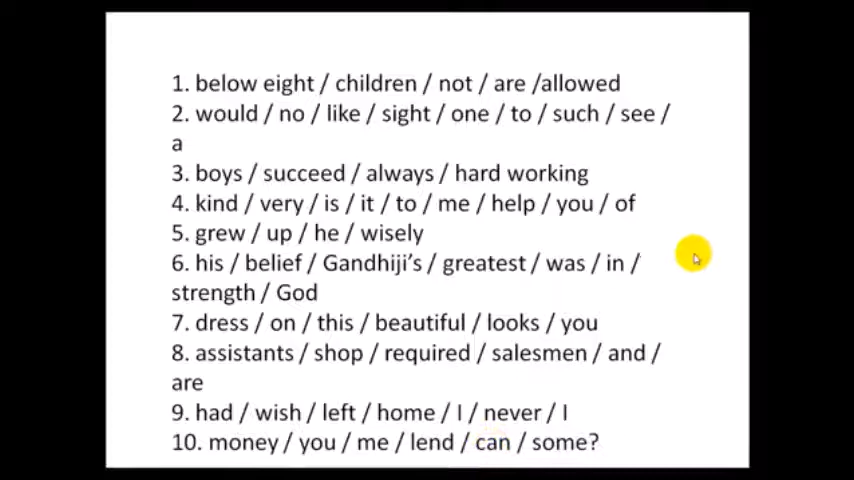 1. below eight / children / not / are /allowed
2. would / no / like / sight / one / to / such / see /
a
3. boys / succeed / always / hard working
4. kind / very / is / it / to / me / help / you / of
5. grew / up / he / wisely
6. his / belief / Gandhiji’s / greatest / was / in /
strength / God
7. dress / on / this / beautiful / looks / you
8. assistants / shop / required / salesmen / and /
are
9. had / wish / left / home / I / never / I
10. money / you / me / lend / can / some?